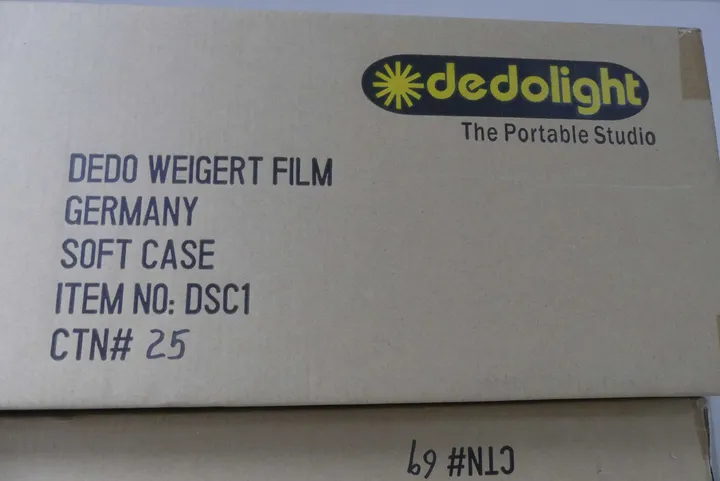 dedolight
The Portable Studio
DEDO WEIGERT FILM
GERMANY
SOFT CASE
ITEM NO: DSC1
CTN# 25
CTN# 69